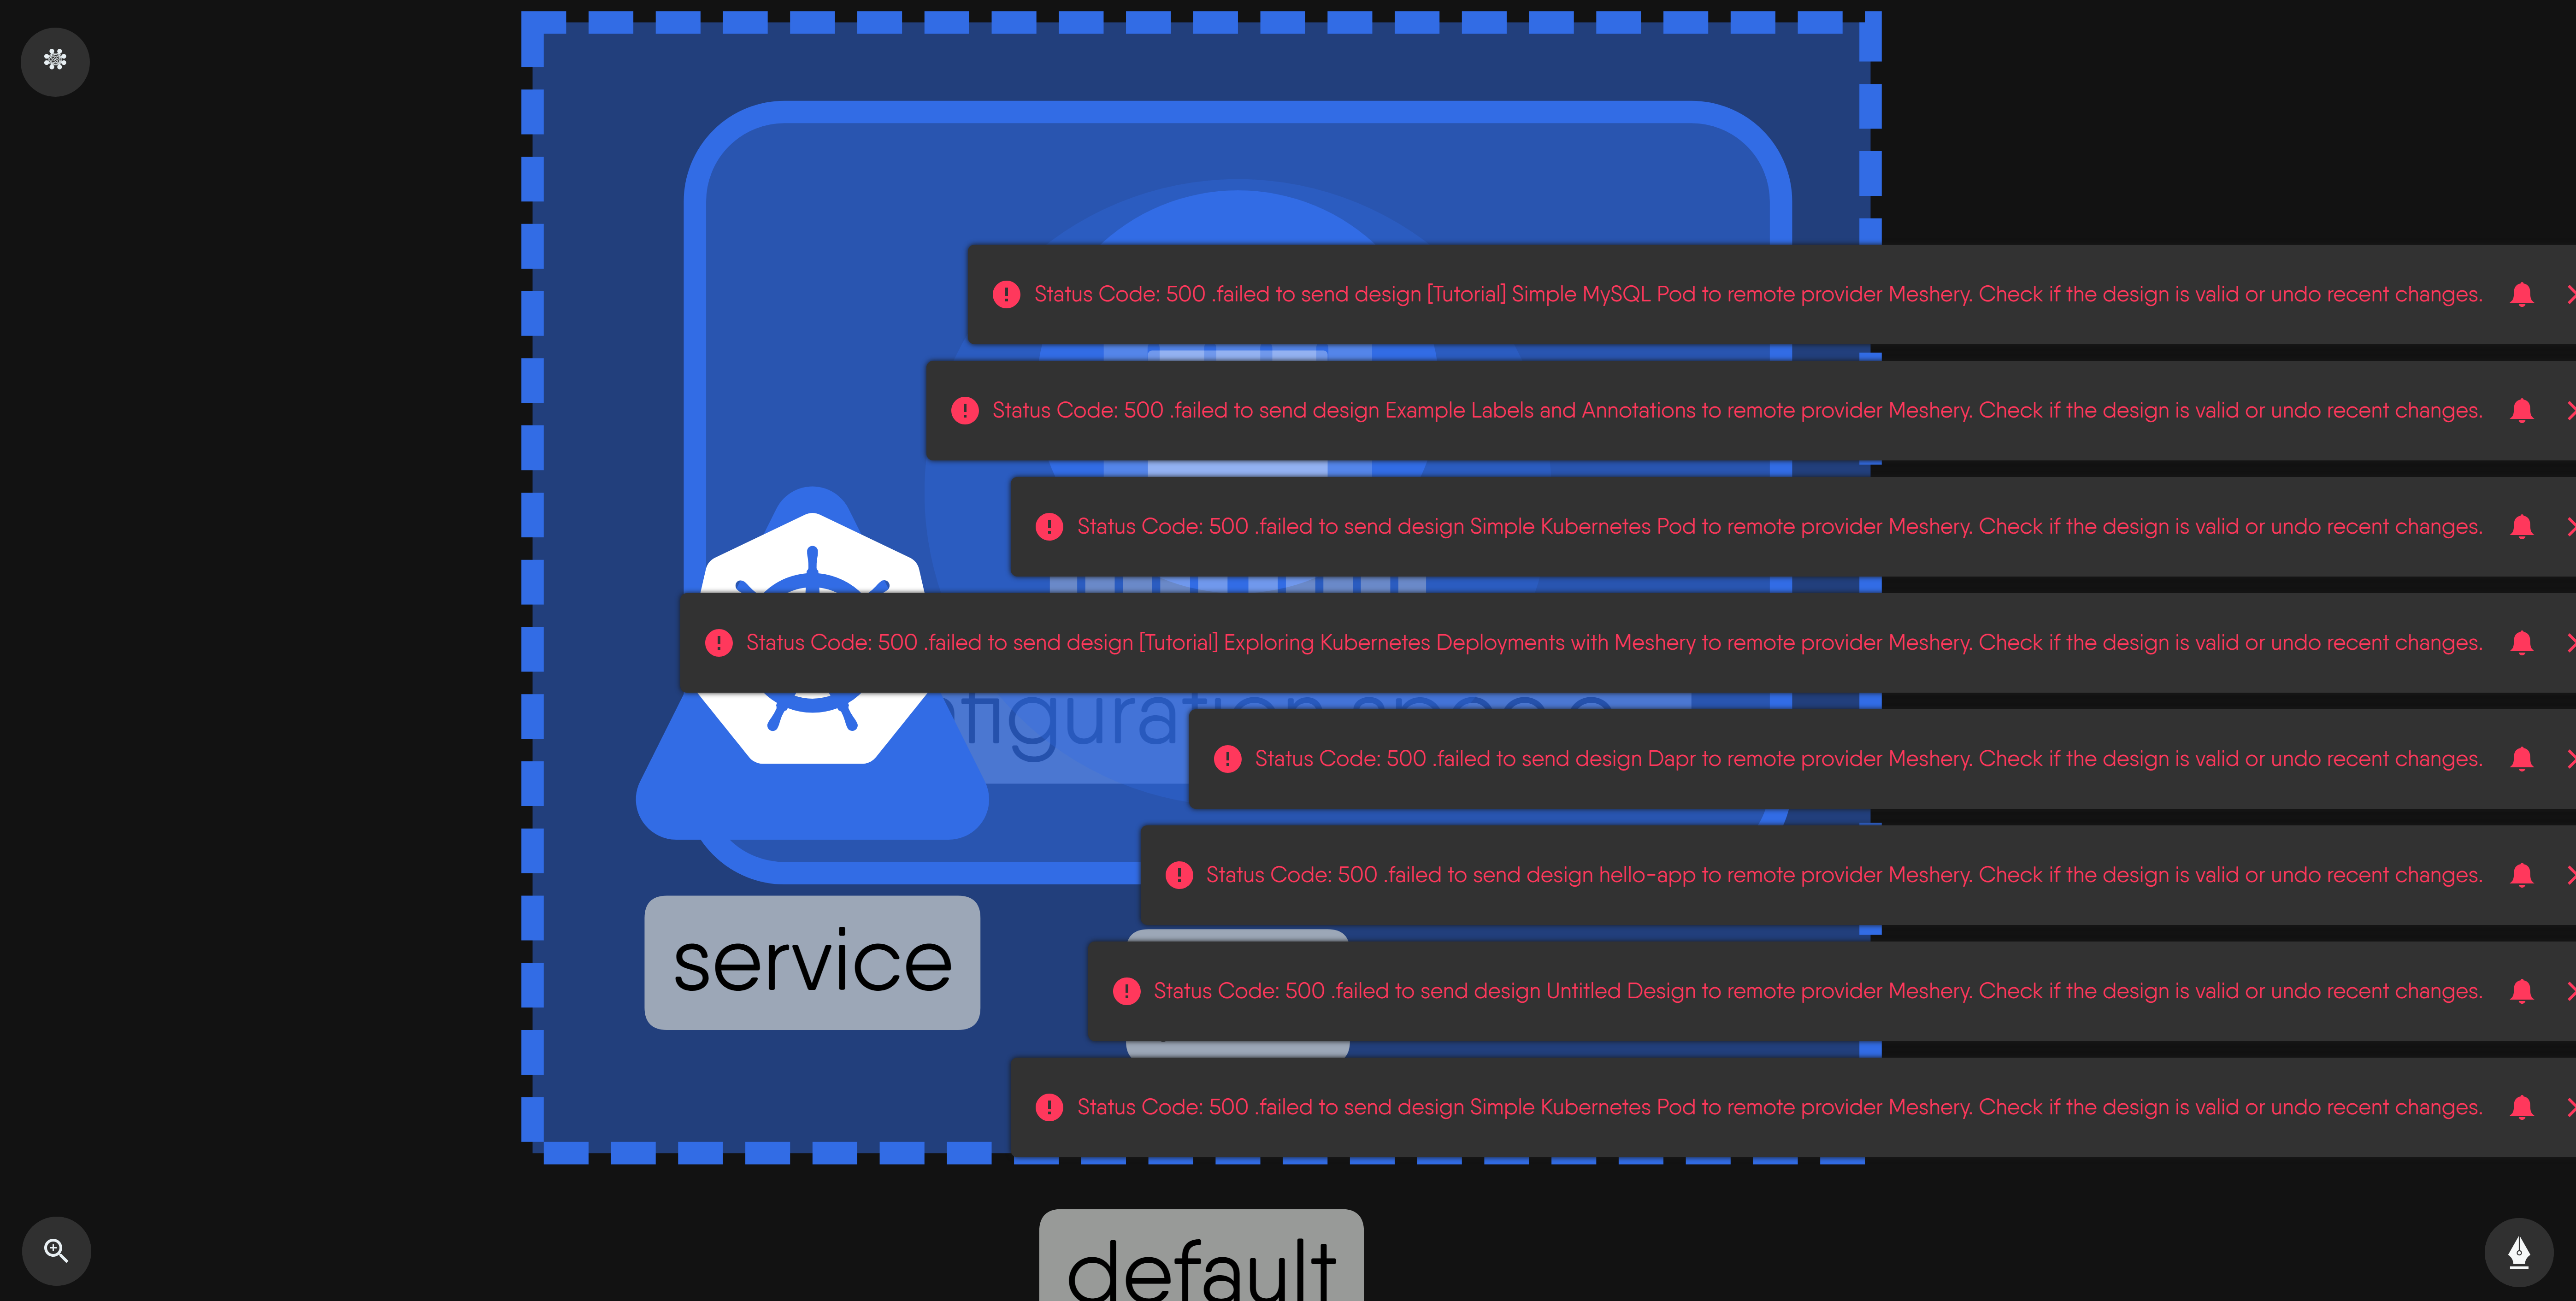 Status Code: 500 .failed to send design [Tutorial] Simple MySQL Pod to remote provider Meshery. Check if the design is valid or undo recent changes.
Status Code: 500 .failed to send design Example Labels and Annotations to remote provider Meshery. Check if the design is valid or undo recent changes.
Status Code: 500 .failed to send design Simple Kubernetes Pod to remote provider Meshery. Check if the design is valid or undo recent changes.
Status Code: 500 .failed to send design [Tutorial] Exploring Kubernetes Deployments with Meshery to remote provider Meshery. Check if the design is valid or undo recent changes.
Status Code: 500 .failed to send design Dapr to remote provider Meshery. Check if the design is valid or undo recent changes.
Status Code: 500 .failed to send design hello-app to remote provider Meshery. Check if the design is valid or undo recent changes.
service
Status Code: 500 .failed to send design Untitled Design to remote provider Meshery. Check if the design is valid or undo recent changes.
Status Code: 500 .failed to send design Simple Kubernetes Pod to remote provider Meshery. Check if the design is valid or undo recent changes.
default